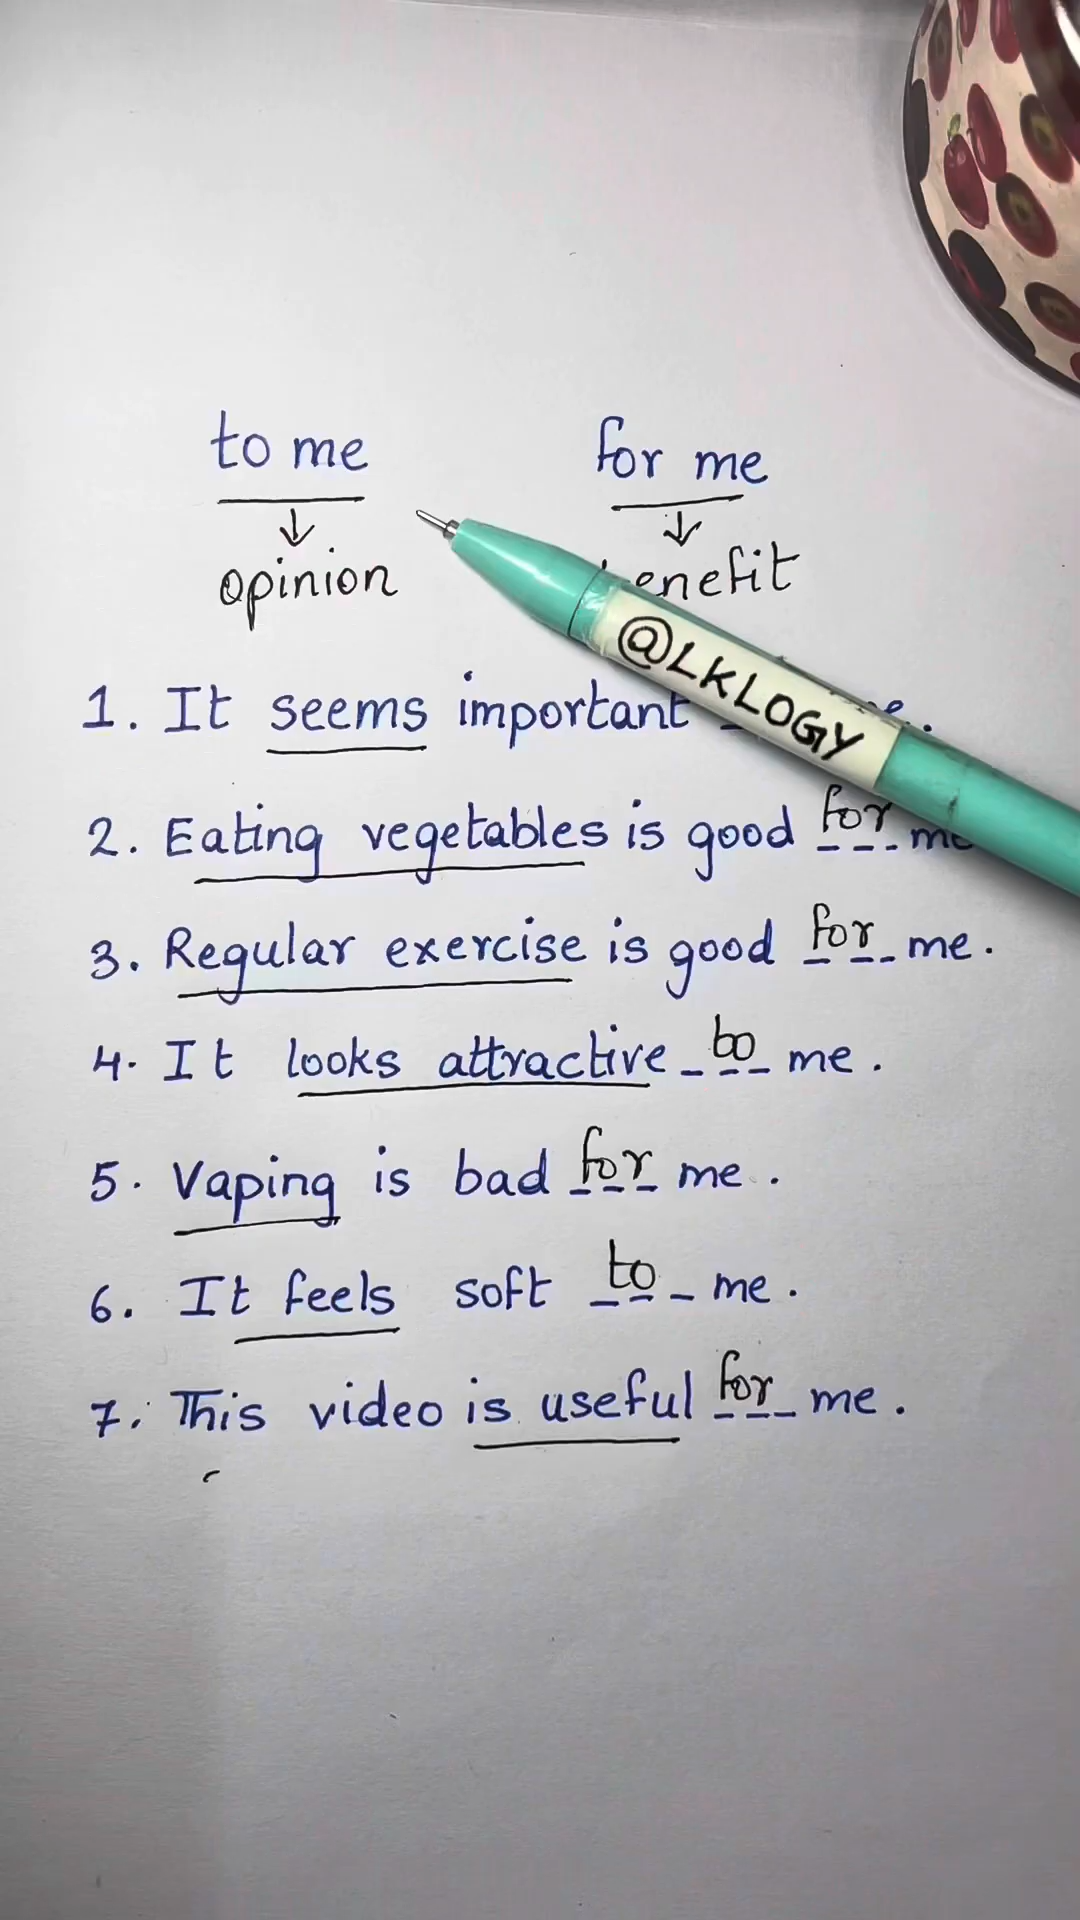 to me for me
opinion enefit
@LKLOGY
1. It seems important
2. Eating vegetables is good for me
3. Regular exercise is good for me.
4. It looks attractive to me.
5. Vaping is bad for me.
6. It feels soft to me.
7. This video is useful for me.